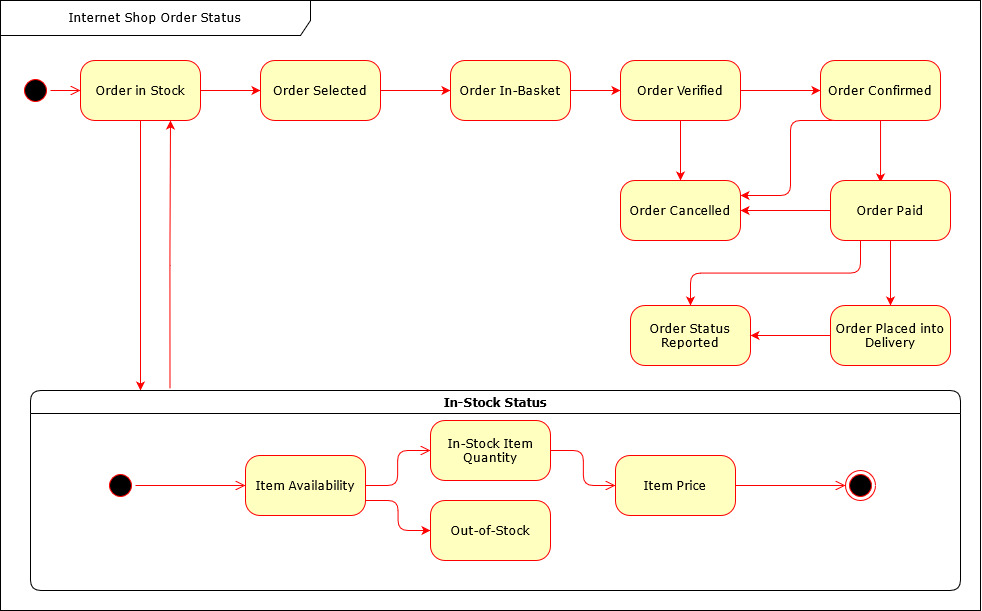 Internet Shop Order Status
Order in Stock
Order Selected
Order In-Basket
Order Verified
Order Confirmed
Order Cancelled
Order Paid
Order Status
Reported
Order Placed into
Delivery
In-Stock Status
In-Stock Item
Quantity
Item Availability
Item Price
Out-of-Stock